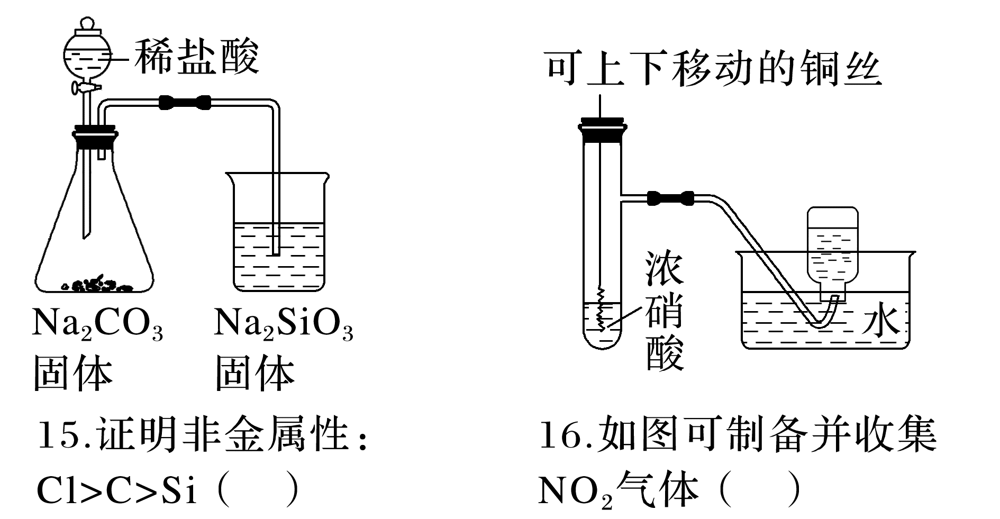 稀盐酸
Na₂CO₃
固体
Na₂SiO₃
固体
15.证明非金属性：
Cl>C>Si（　）
可上下移动的铜丝
浓硝酸
水
16.如图可制备并收集
NO₂气体（　）